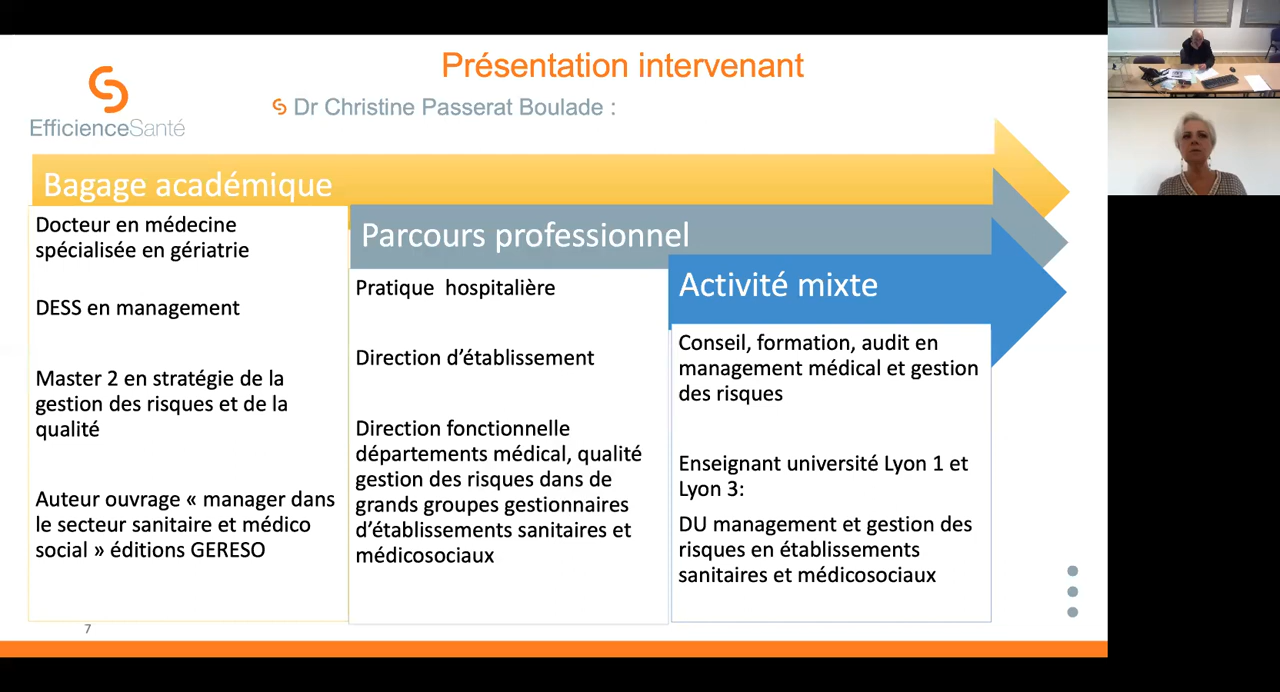 Présentation intervenant
EfficienceSanté
Dr Christine Passerat Boulade :
Bagage académique
Docteur en médecine
spécialisée en gériatrie
DESS en management
Master 2 en stratégie de la
gestion des risques et de la
qualité
Auteur ouvrage « manager dans
le secteur sanitaire et médico
social » éditions GERESO
Parcours professionnel
Pratique hospitalière
Direction d’établissement
Direction fonctionnelle
départements médical, qualité
gestion des risques dans de
grands groupes gestionnaires
d’établissements sanitaires et
médicosociaux
Activité mixte
Conseil, formation, audit en
management médical et gestion
des risques
Enseignant université Lyon 1 et
Lyon 3:
DU management et gestion des
risques en établissements
sanitaires et médicosociaux
7